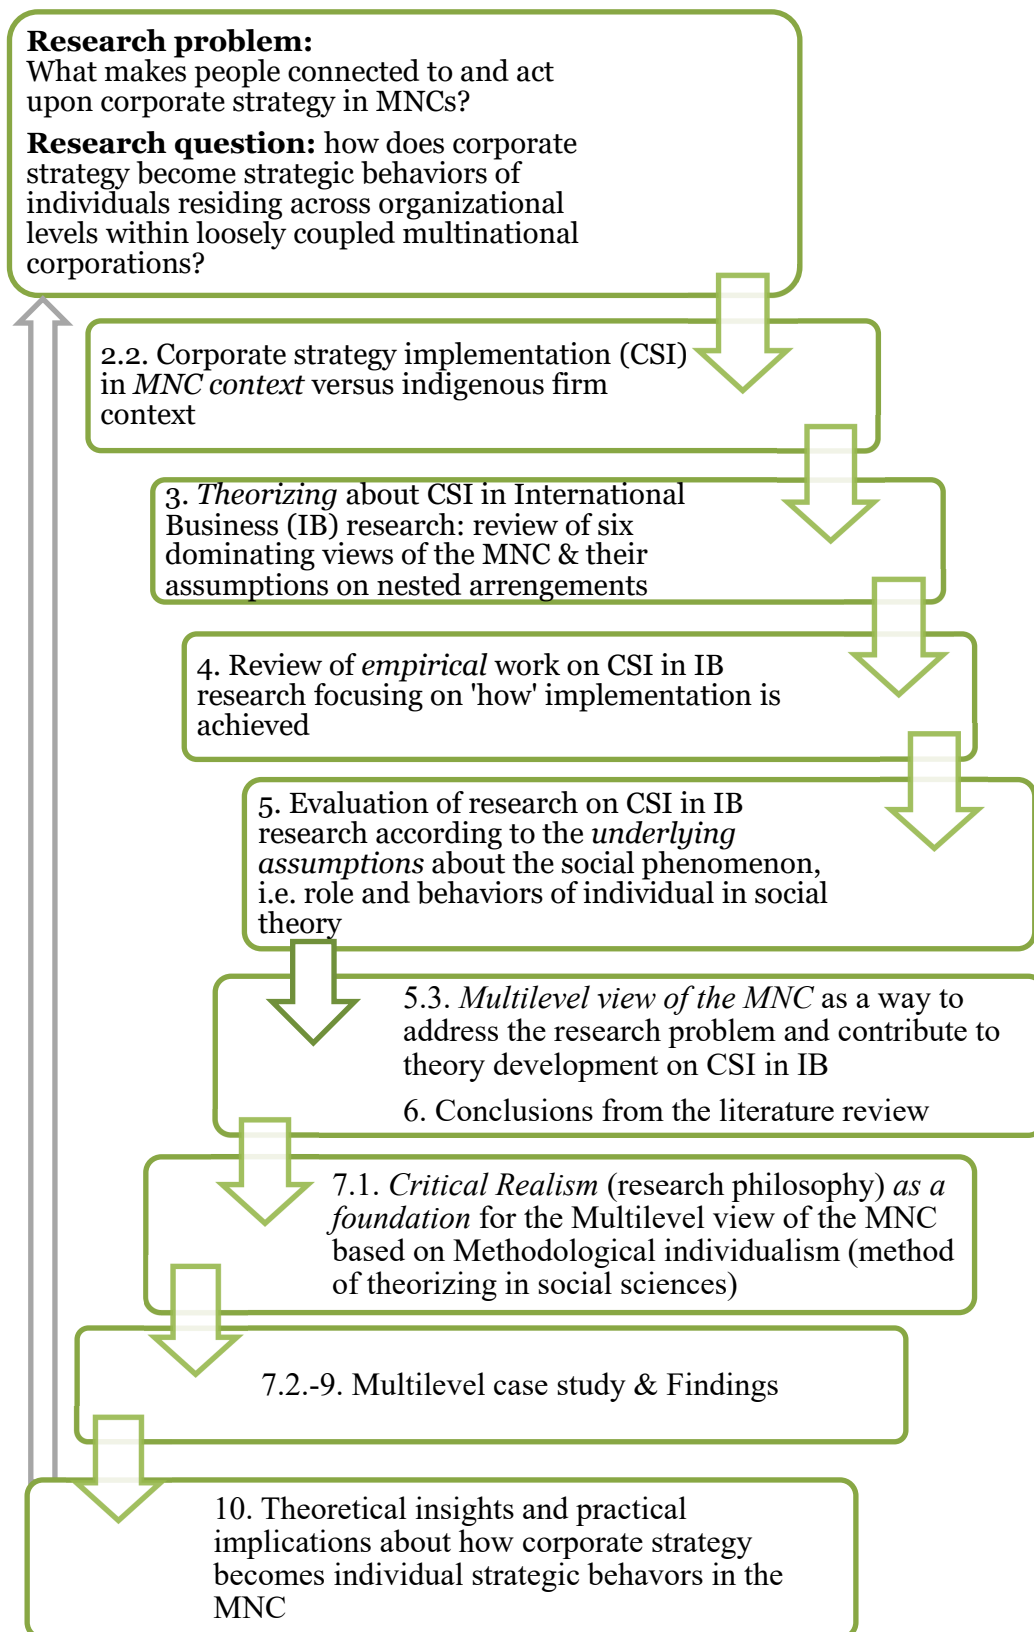 Research problem:
What makes people connected to and act
upon corporate strategy in MNCs?
Research question: how does corporate
strategy become strategic behaviors of
individuals residing across organizational
levels within loosely coupled multinational
corporations?
2.2. Corporate strategy implementation (CSI)
in MNC context versus indigenous firm
context
3. Theorizing about CSI in International
Business (IB) research: review of six
dominating views of the MNC & their
assumptions on nested arrangements
4. Review of empirical work on CSI in IB
research focusing on 'how' implementation is
achieved
5. Evaluation of research on CSI in IB
research according to the underlying
assumptions about the social phenomenon,
i.e. role and behaviors of individual in social
theory
5.3. Multilevel view of the MNC as a way to
address the research problem and contribute to
theory development on CSI in IB
6. Conclusions from the literature review
7.1. Critical Realism (research philosophy) as a
foundation for the Multilevel view of the MNC
based on Methodological individualism (method
of theorizing in social sciences)
7.2.-9. Multilevel case study & Findings
10. Theoretical insights and practical
implications about how corporate strategy
becomes individual strategic behavors in the
MNC